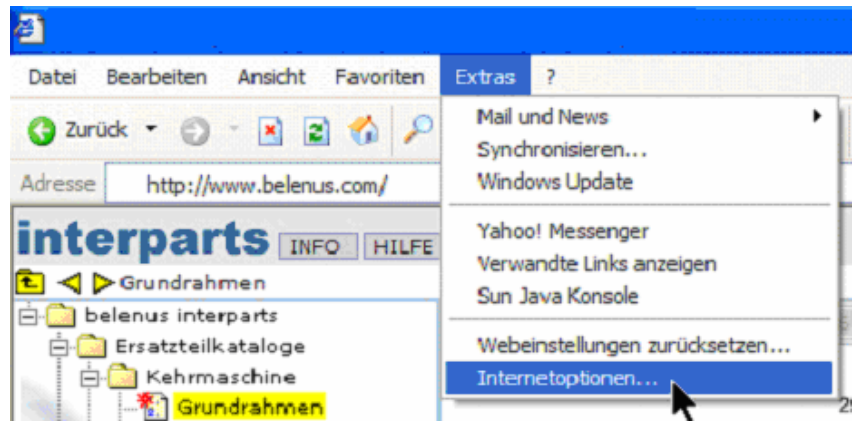 Datei Bearbeiten Ansicht Favoriten Extras ?
Zurück
Adresse http://www.belenus.com/
interparts INFO HILFE
Grundrahmen
belenus interparts
Ersatzteilkataloge
Kehrmaschine
Grundrahmen
Mail und News
Synchronisieren...
Windows Update
Yahoo! Messenger
Verwandte Links anzeigen
Sun Java Konsole
Webeinstellungen zurücksetzen...
Internetoptionen...